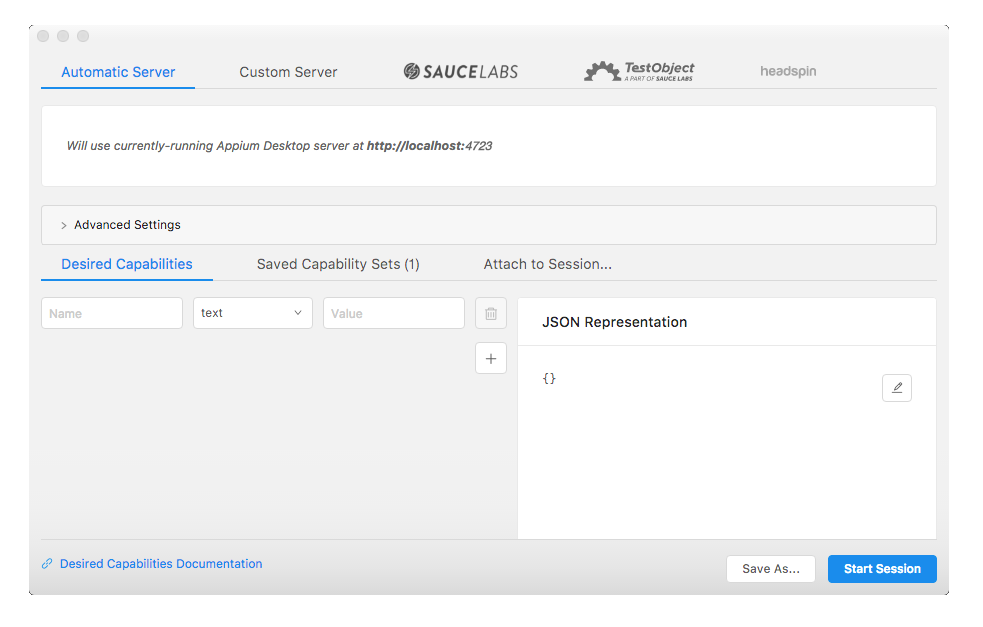 Automatic Server
Custom Server
SAUCELABS
TestObject
A PART OF SAUCE LABS
headspin
Will use currently-running Appium Desktop server at http://localhost:4723
> Advanced Settings
Desired Capabilities
Saved Capability Sets (1)
Attach to Session...
Name
text
Value
+
JSON Representation
{}
Desired Capabilities Documentation
Save As...
Start Session